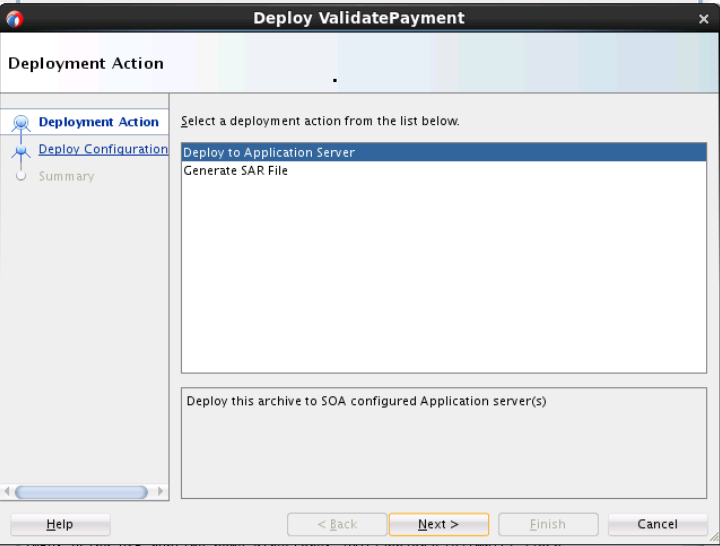 Deploy ValidatePayment
Deployment Action
Deployment Action
Deploy Configuration
Summary
Select a deployment action from the list below.
Deploy to Application Server
Generate SAR File
Deploy this archive to SOA configured Application server(s)
Help
< Back
Next >
Finish
Cancel